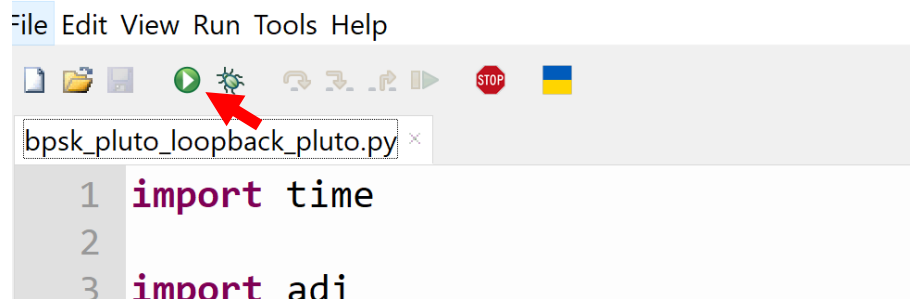 File Edit View Run Tools Help
STOP
bpsk_pluto_loopback_pluto.py ×
1 import time
2
3 import adi